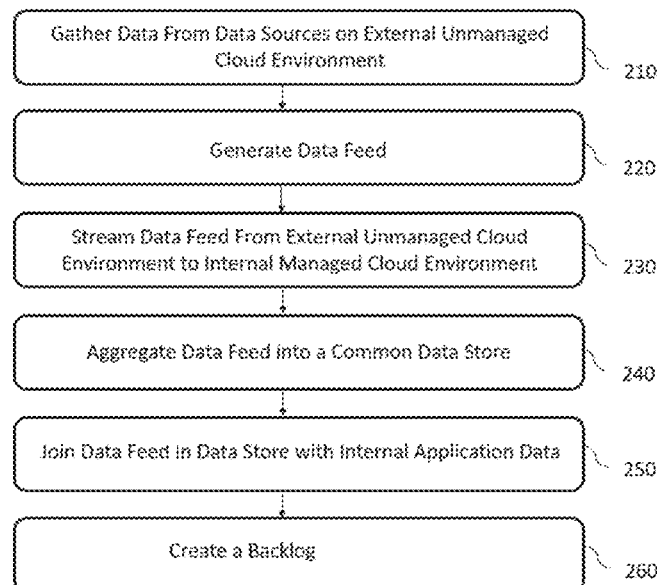 Gather Data From Data Sources on External Unmanaged
Cloud Environment
210
Generate Data Feed
220
Stream Data Feed From External Unmanaged Cloud
Environment to Internal Managed Cloud Environment
230
Aggregate Data Feed into a Common Data Store
240
Join Data Feed in Data Store with Internal Application Data
250
Create a Backlog
260